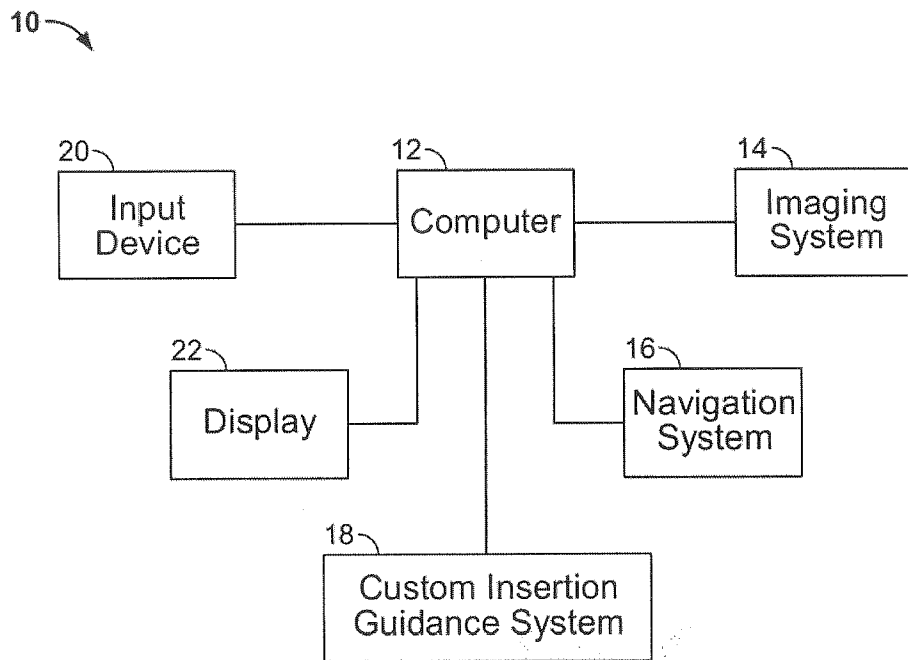 10
20
12
14
Input
Device
Computer
Imaging
System
22
16
Display
Navigation
System
18
Custom Insertion
Guidance System